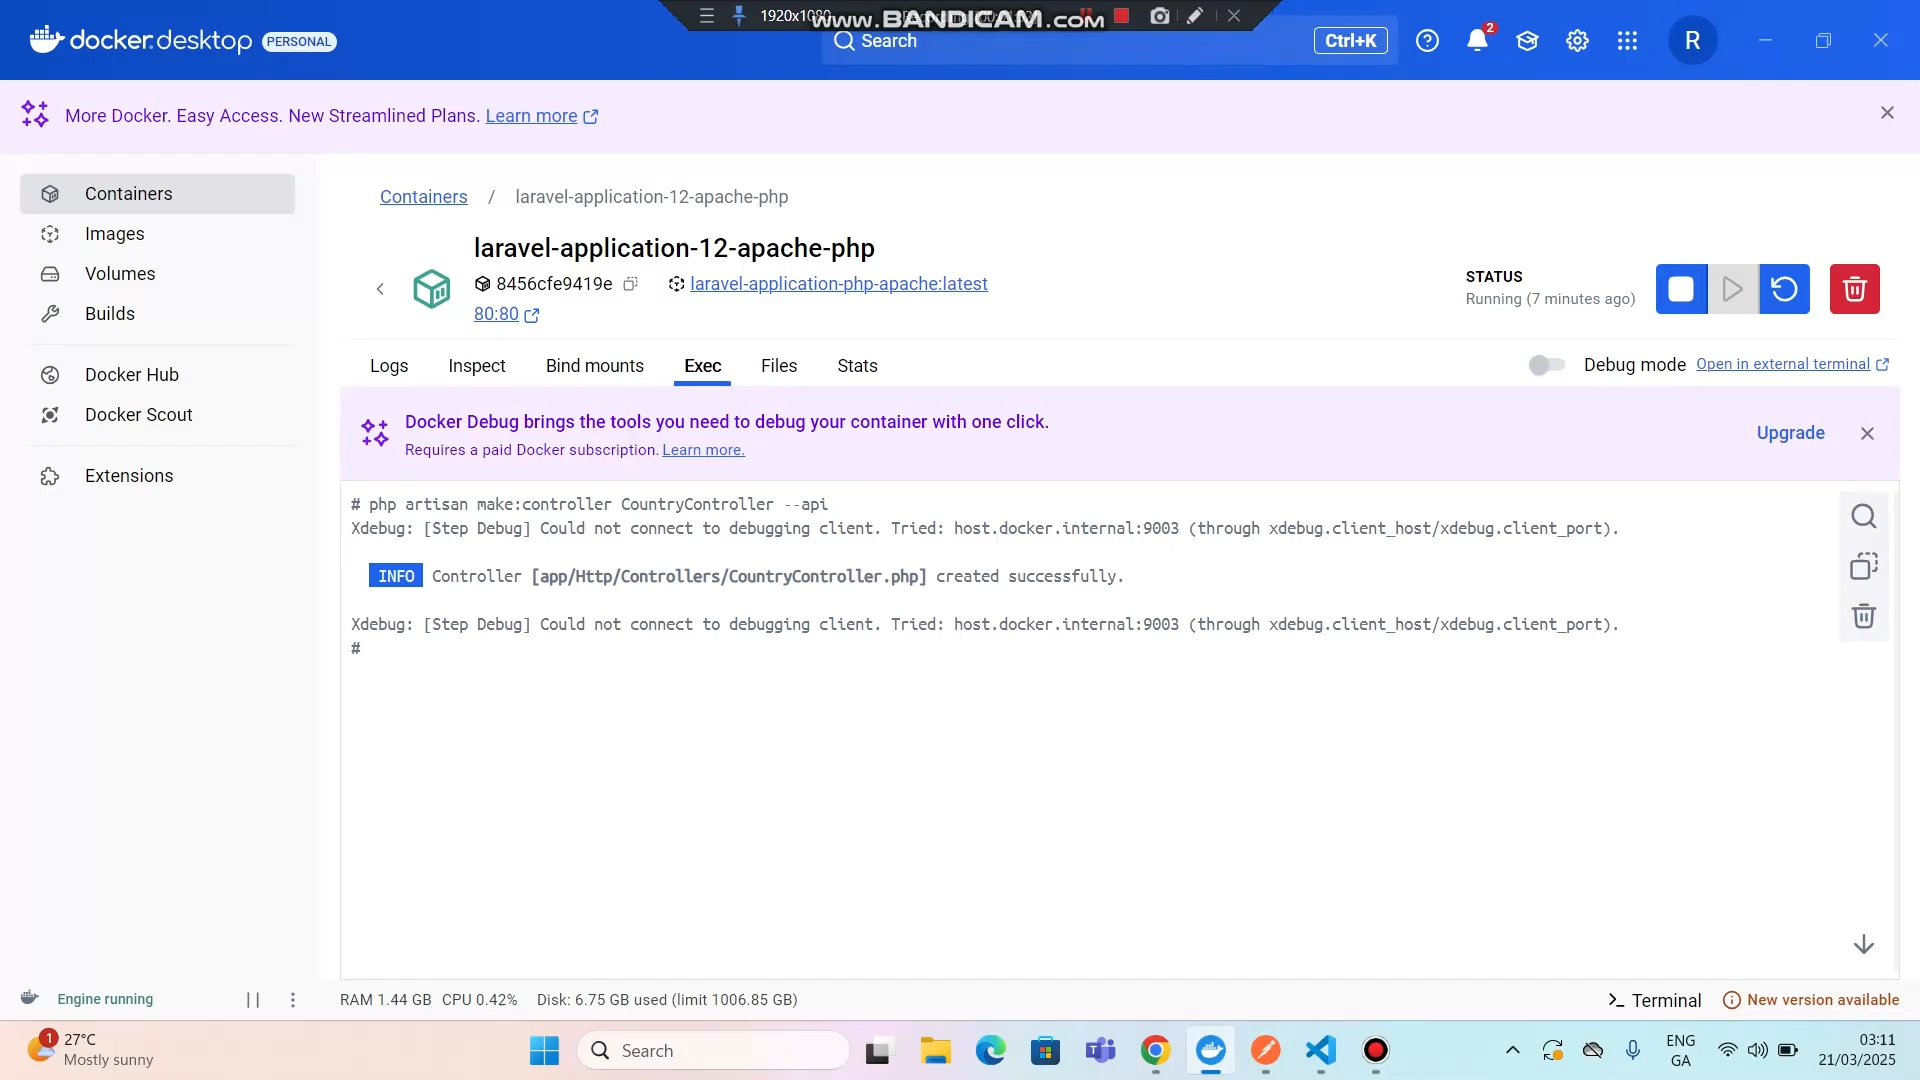 1920x1080
www.BANDICAM.com
docker.desktop PERSONAL
Search
Ctrl+K
2
R
More Docker. Easy Access. New Streamlined Plans. Learn more
Containers
Images
Volumes
Builds
Docker Hub
Docker Scout
Extensions
Containers / laravel-application-12-apache-php
laravel-application-12-apache-php
8456cfe9419e laravel-application-php-apache:latest
80:80
STATUS
Running (7 minutes ago)
Logs Inspect Bind mounts Exec Files Stats
Debug mode Open in external terminal
Docker Debug brings the tools you need to debug your container with one click.
Requires a paid Docker subscription. Learn more.
Upgrade
# php artisan make:controller CountryController --api
Xdebug: [Step Debug] Could not connect to debugging client. Tried: host.docker.internal:9003 (through xdebug.client_host/xdebug.client_port).
INFO Controller [app/Http/Controllers/CountryController.php] created successfully.
Xdebug: [Step Debug] Could not connect to debugging client. Tried: host.docker.internal:9003 (through xdebug.client_host/xdebug.client_port).
#
Engine running
RAM 1.44 GB CPU 0.42% Disk: 6.75 GB used (limit 1006.85 GB)
Terminal
New version available
1
27°C
Mostly sunny
Search
ENG
GA
03:11
21/03/2025